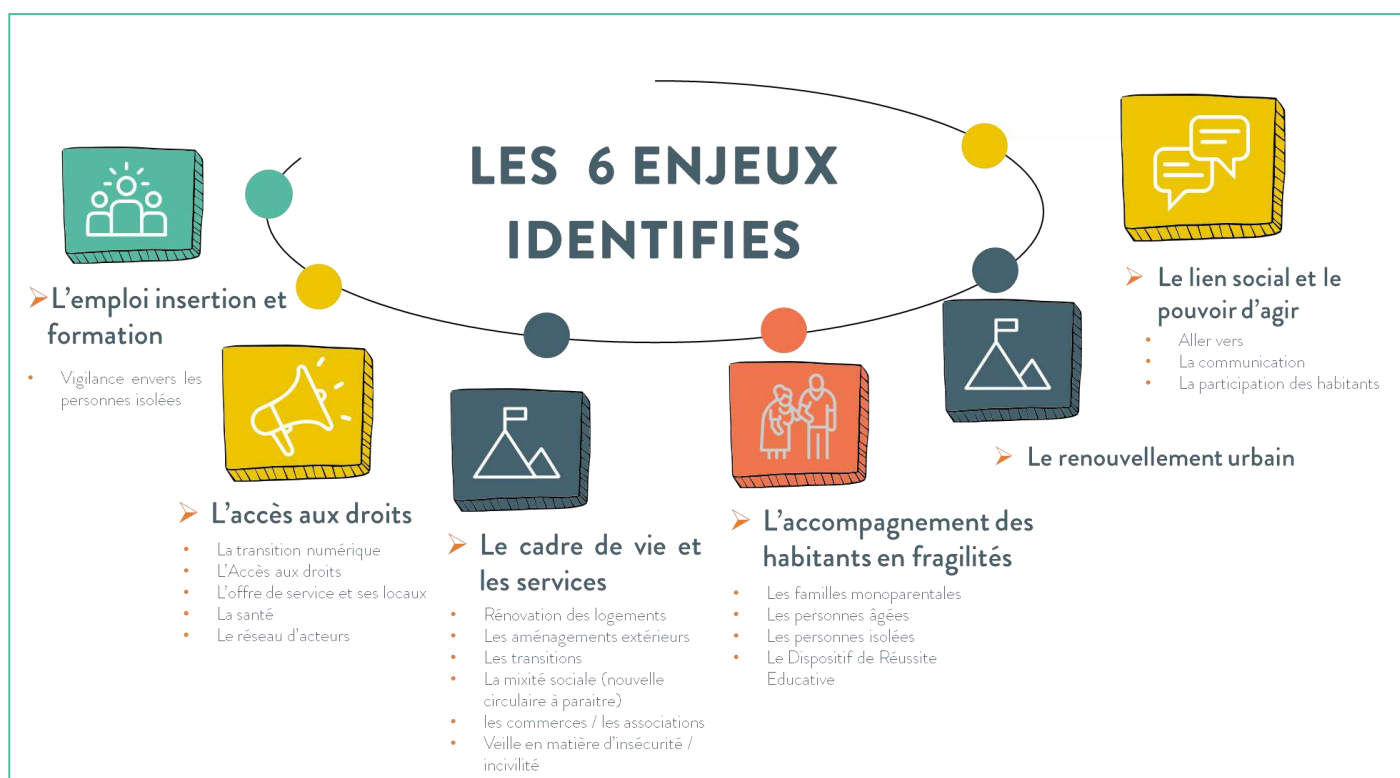 LES 6 ENJEUX
IDENTIFIES
➢L’emploi insertion et
formation
• Vigilance envers les
personnes isolées
➢ L’accès aux droits
• La transition numérique
• L’Accès aux droits
• L’offre de service et ses locaux
• La santé
• Le réseau d’acteurs
➢ Le cadre de vie et
les services
• Rénovation des logements
• Les aménagements extérieurs
• Les transitions
• La mixité sociale (nouvelle
circulaire à paraitre)
• les commerces / les associations
• Veille en matière d’insécurité /
incivilité
➢ L’accompagnement des
habitants en fragilités
• Les familles monoparentales
• Les personnes âgées
• Les personnes isolées
• Le Dispositif de Réussite
Educative
➢ Le renouvellement urbain
➢ Le lien social et le
pouvoir d’agir
• Aller vers
• La communication
• La participation des habitants